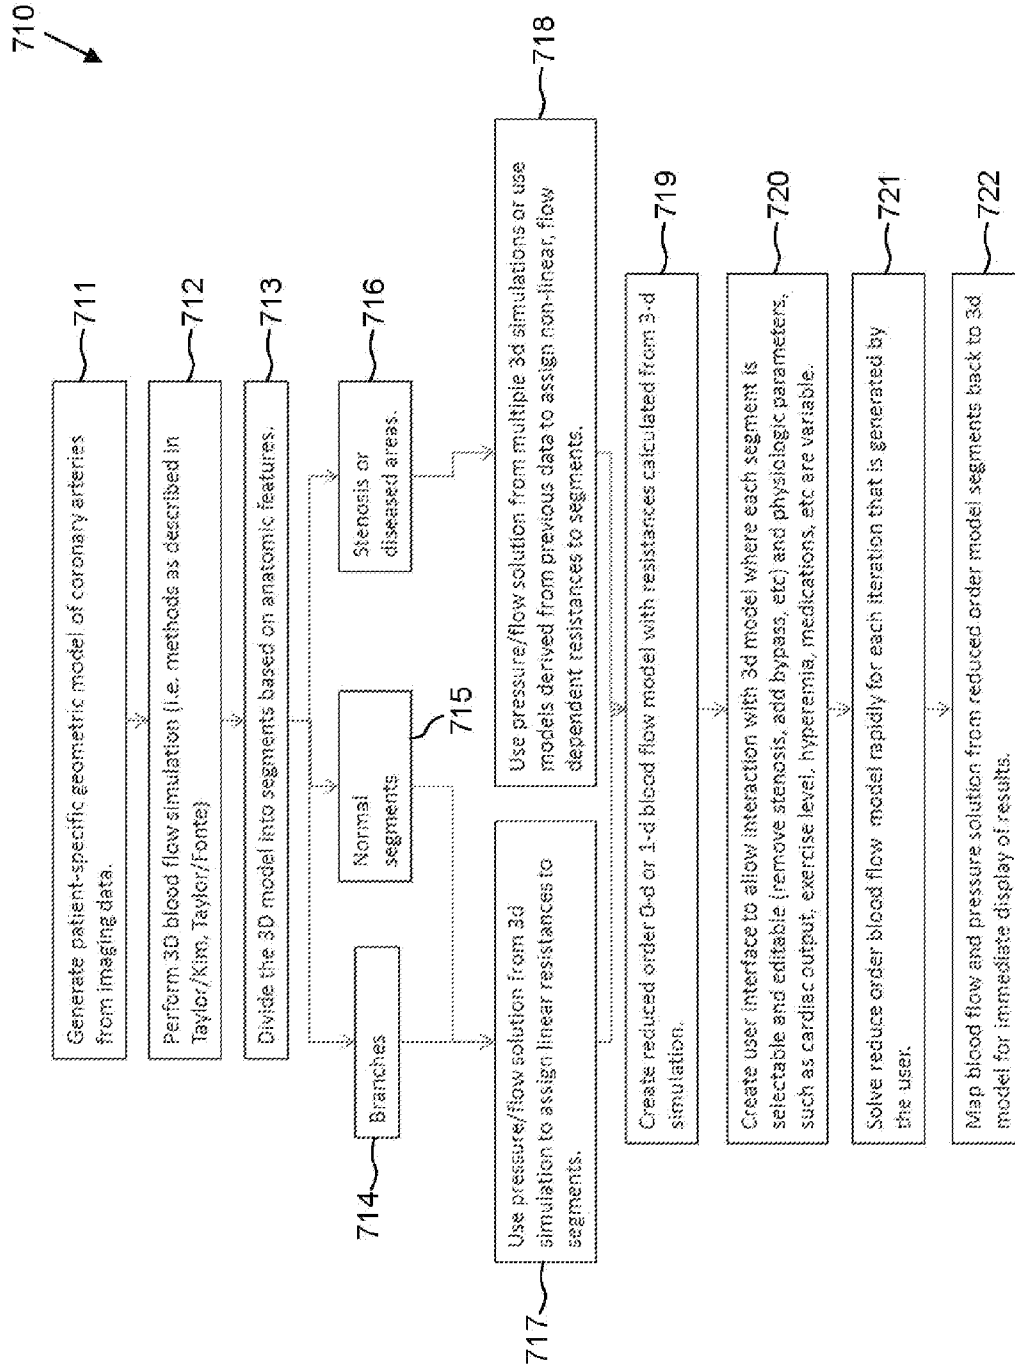 710
Generate patient-specific geometric model of coronary arteries
from imaging data.
711
Perform 3D blood flow simulation (i.e. methods as described in
Taylor/Kim, Taylor/Fonte)
712
Divide the 3D model into segments based on anatomic features.
713
Branches
714
Normal
segments
715
Stenosis or
diseased areas.
716
Use pressure/flow solution from 3d
simulation to assign linear resistances to
segments.
717
Use pressure/flow solution from multiple 3d simulations or use
models derived from previous data to assign non-linear, flow
dependent resistances to segments.
718
Create reduced order 0-d or 1-d blood flow model with resistances calculated from 3-d
simulation.
719
Create user interface to allow interaction with 3d model where each segment is
selectable and editable (remove stenosis, add bypass, etc) and physiologic parameters,
such as cardiac output, exercise level, hyperemia, medications, etc are variable.
720
Solve reduce order blood flow model rapidly for each iteration that is generated by
the user.
721
Map blood flow and pressure solution from reduced order model segments back to 3d
model for immediate display of results.
722